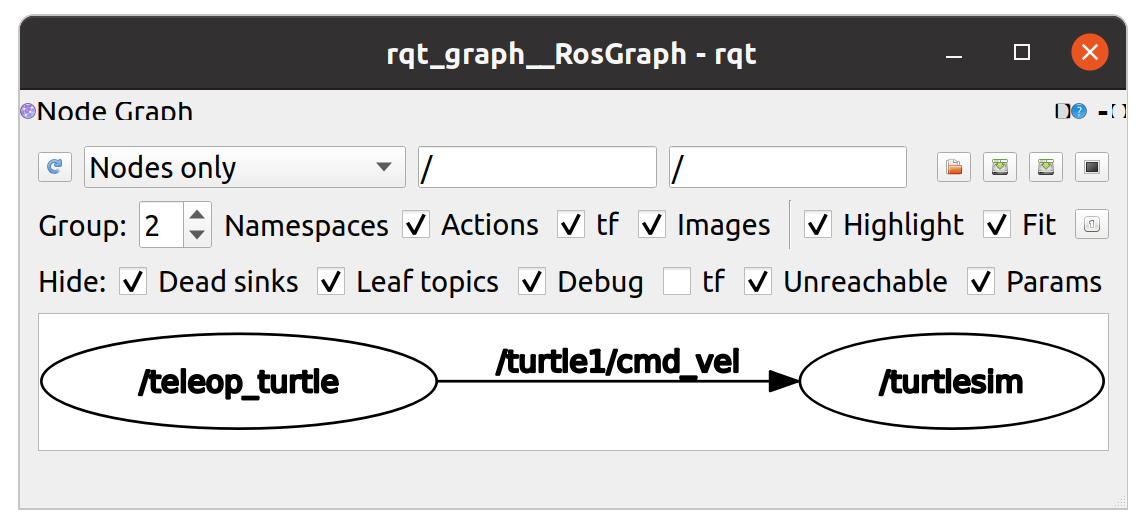 rqt_graph__RosGraph - rqt
Node Graph
Nodes only / /
Group: 2 Namespaces Actions tf Images Highlight Fit
Hide: Dead sinks Leaf topics Debug tf Unreachable Params
/teleop_turtle /turtle1/cmd_vel /turtlesim